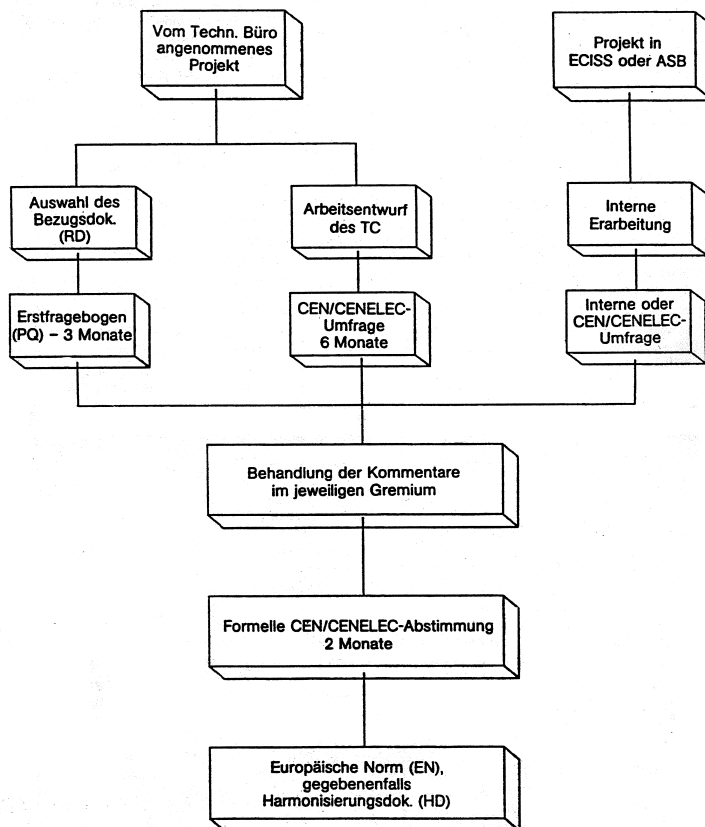 Vom Techn. Büro
angenommenes
Projekt
Projekt in
ECISS oder ASB
Auswahl des
Bezugsdok.
(RD)
Arbeitsentwurf
des TC
Interne
Erarbeitung
Erstfragebogen
(PQ) – 3 Monate
CEN/CENELEC-
Umfrage
6 Monate
Interne oder
CEN/CENELEC-
Umfrage
Behandlung der Kommentare
im jeweiligen Gremium
Formelle CEN/CENELEC-Abstimmung
2 Monate
Europäische Norm (EN),
gegebenenfalls
Harmonisierungsdok. (HD)